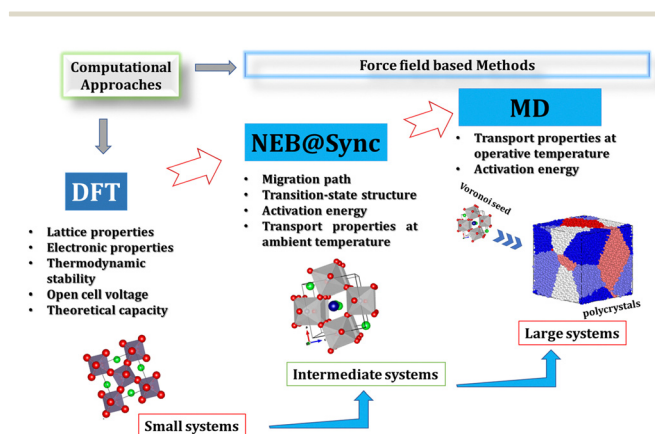 Computational
Approaches
Force field based Methods
DFT
• Lattice properties
• Electronic properties
• Thermodynamic
stability
• Open cell voltage
• Theoretical capacity
NEB@Sync
• Migration path
• Transition-state structure
• Activation energy
• Transport properties at
ambient temperature
MD
• Transport properties at
operative temperature
• Activation energy
Voronoi seed
polycrystals
Small systems
Intermediate systems
Large systems